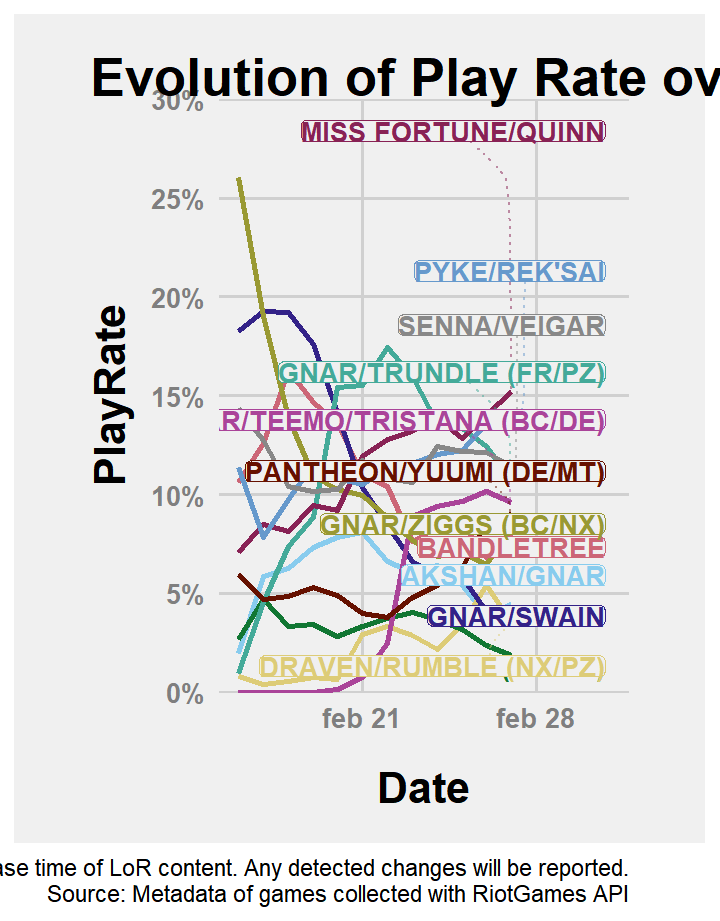 Evolution of Play Rate ov
30%
MISS FORTUNE/QUINN
25%
PYKE/REK'SAI
20%
SENNA/VEIGAR
GNAR/TRUNDLE (FR/PZ)
15%
R/TEEMO/TRISTANA (BC/DE)
PANTHEON/YUUMI (DE/MT)
10%
GNAR/ZIGGS (BC/NX)
BANDLETREE
AKSHAN/GNAR
5%
GNAR/SWAIN
DRAVEN/RUMBLE (NX/PZ)
0%
feb 21
feb 28
PlayRate
Date
ase time of LoR content. Any detected changes will be reported.
Source: Metadata of games collected with RiotGames API